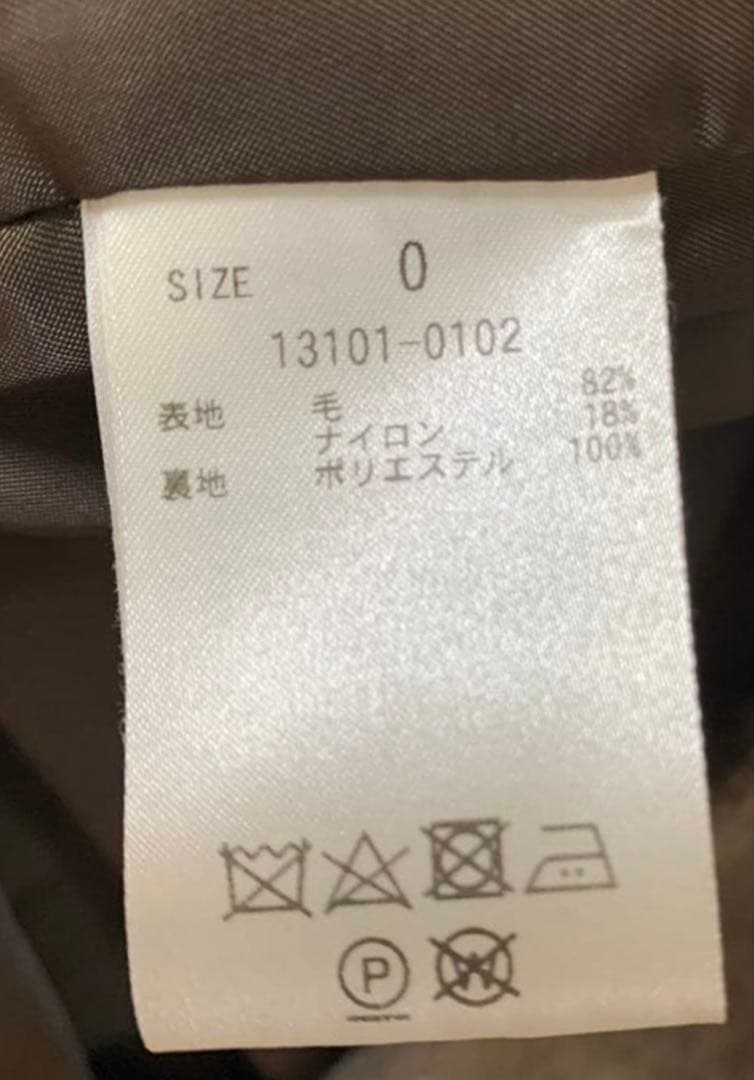 SIZE 0
13101-0102
表地 毛 82%
ナイロン 18%
裏地 ポリエステル 100%
P
W